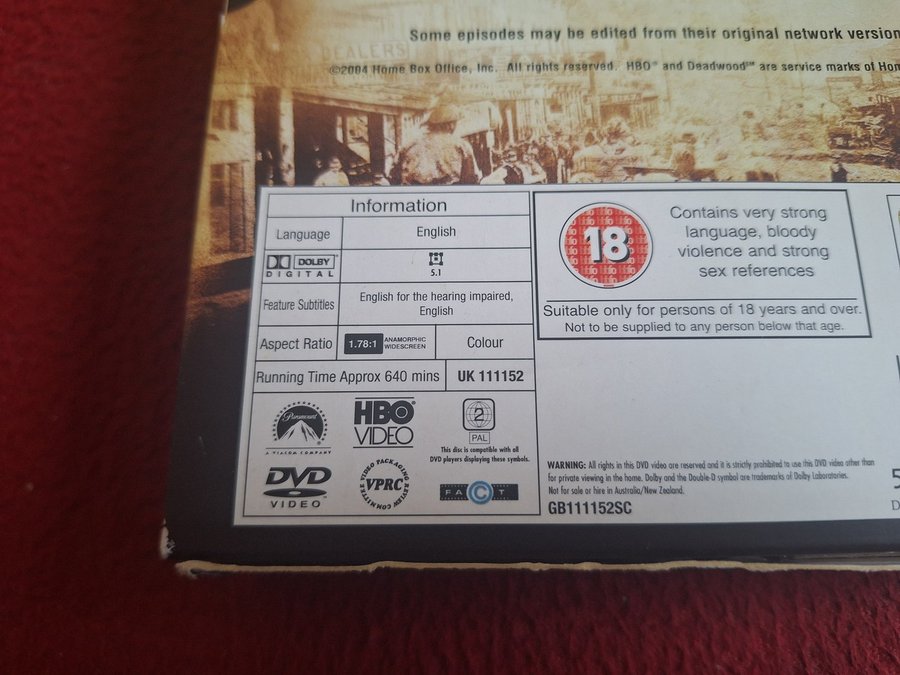 DEALERS
Some episodes may be edited from their original network version
©2004 Home Box Office, Inc. All rights reserved. HBO® and Deadwood℠ are service marks of Hom
Information
Language English
DOLBY DIGITAL 5.1
Feature Subtitles English for the hearing impaired, English
Aspect Ratio 1.78:1 ANAMORPHIC WIDESCREEN Colour
Running Time Approx 640 mins UK 111152
Paramount
A VIACOM COMPANY
HBO®
VIDEO
2
PAL
This disc is compatible with all
DVD players displaying these symbols.
DVD
VIDEO
VIDEO PACKAGING REVIEW COMMITTEE
VPRC
FACT
18
Contains very strong
language, bloody
violence and strong
sex references
Suitable only for persons of 18 years and over.
Not to be supplied to any person below that age.
WARNING: All rights in this DVD video are reserved and it is strictly prohibited to use this DVD video other than
for private viewing in the home. Dolby and the Double-D symbol are trademarks of Dolby Laboratories.
Not for sale or hire in Australia/New Zealand.
GB111152SC
5
D